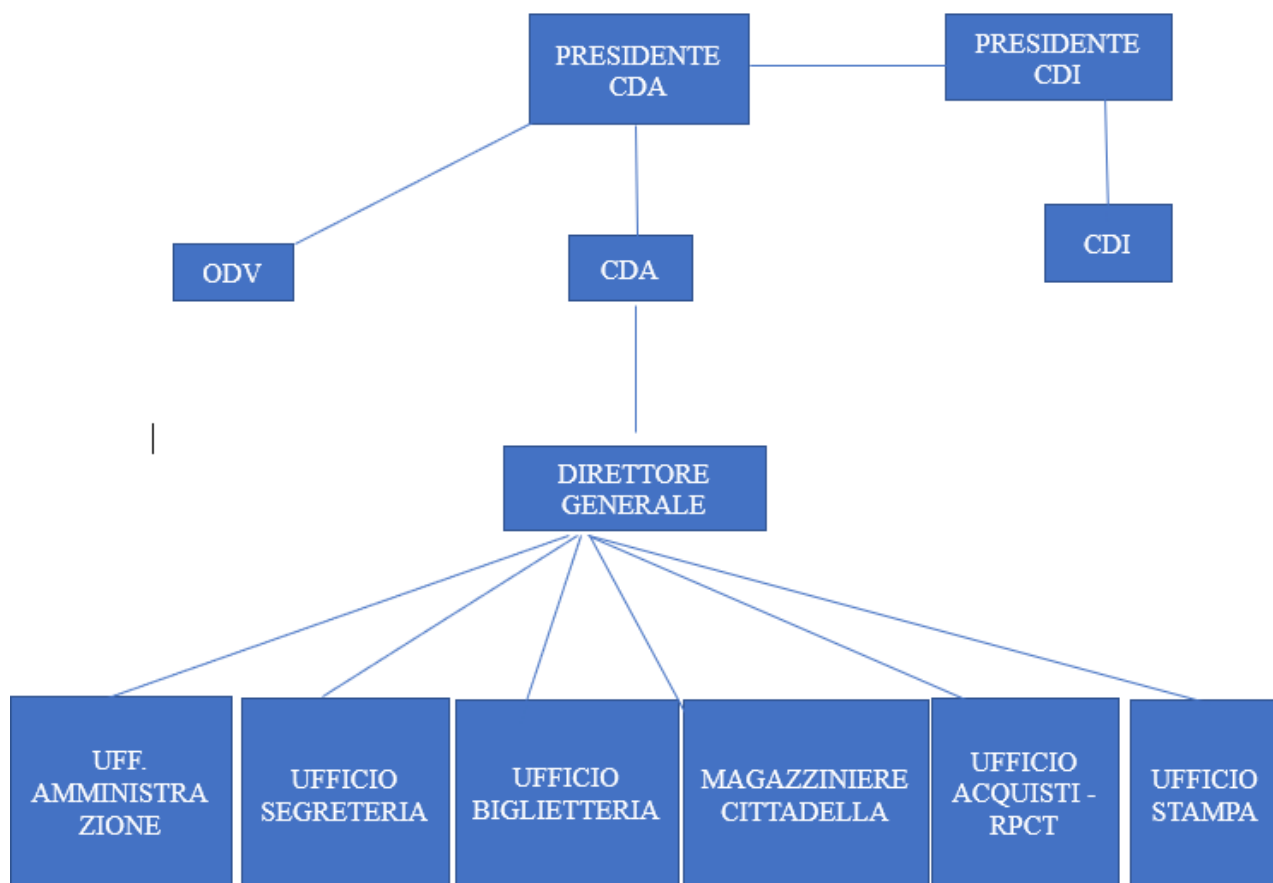 PRESIDENTE
CDA
PRESIDENTE
CDI
ODV
CDA
CDI
DIRETTORE
GENERALE
UFF.
AMMINISTRA
ZIONE
UFFICIO
SEGRETERIA
UFFICIO
BIGLIETTERIA
MAGAZZINIERE
CITTADELLA
UFFICIO
ACQUISTI -
RPCT
UFFICIO
STAMPA